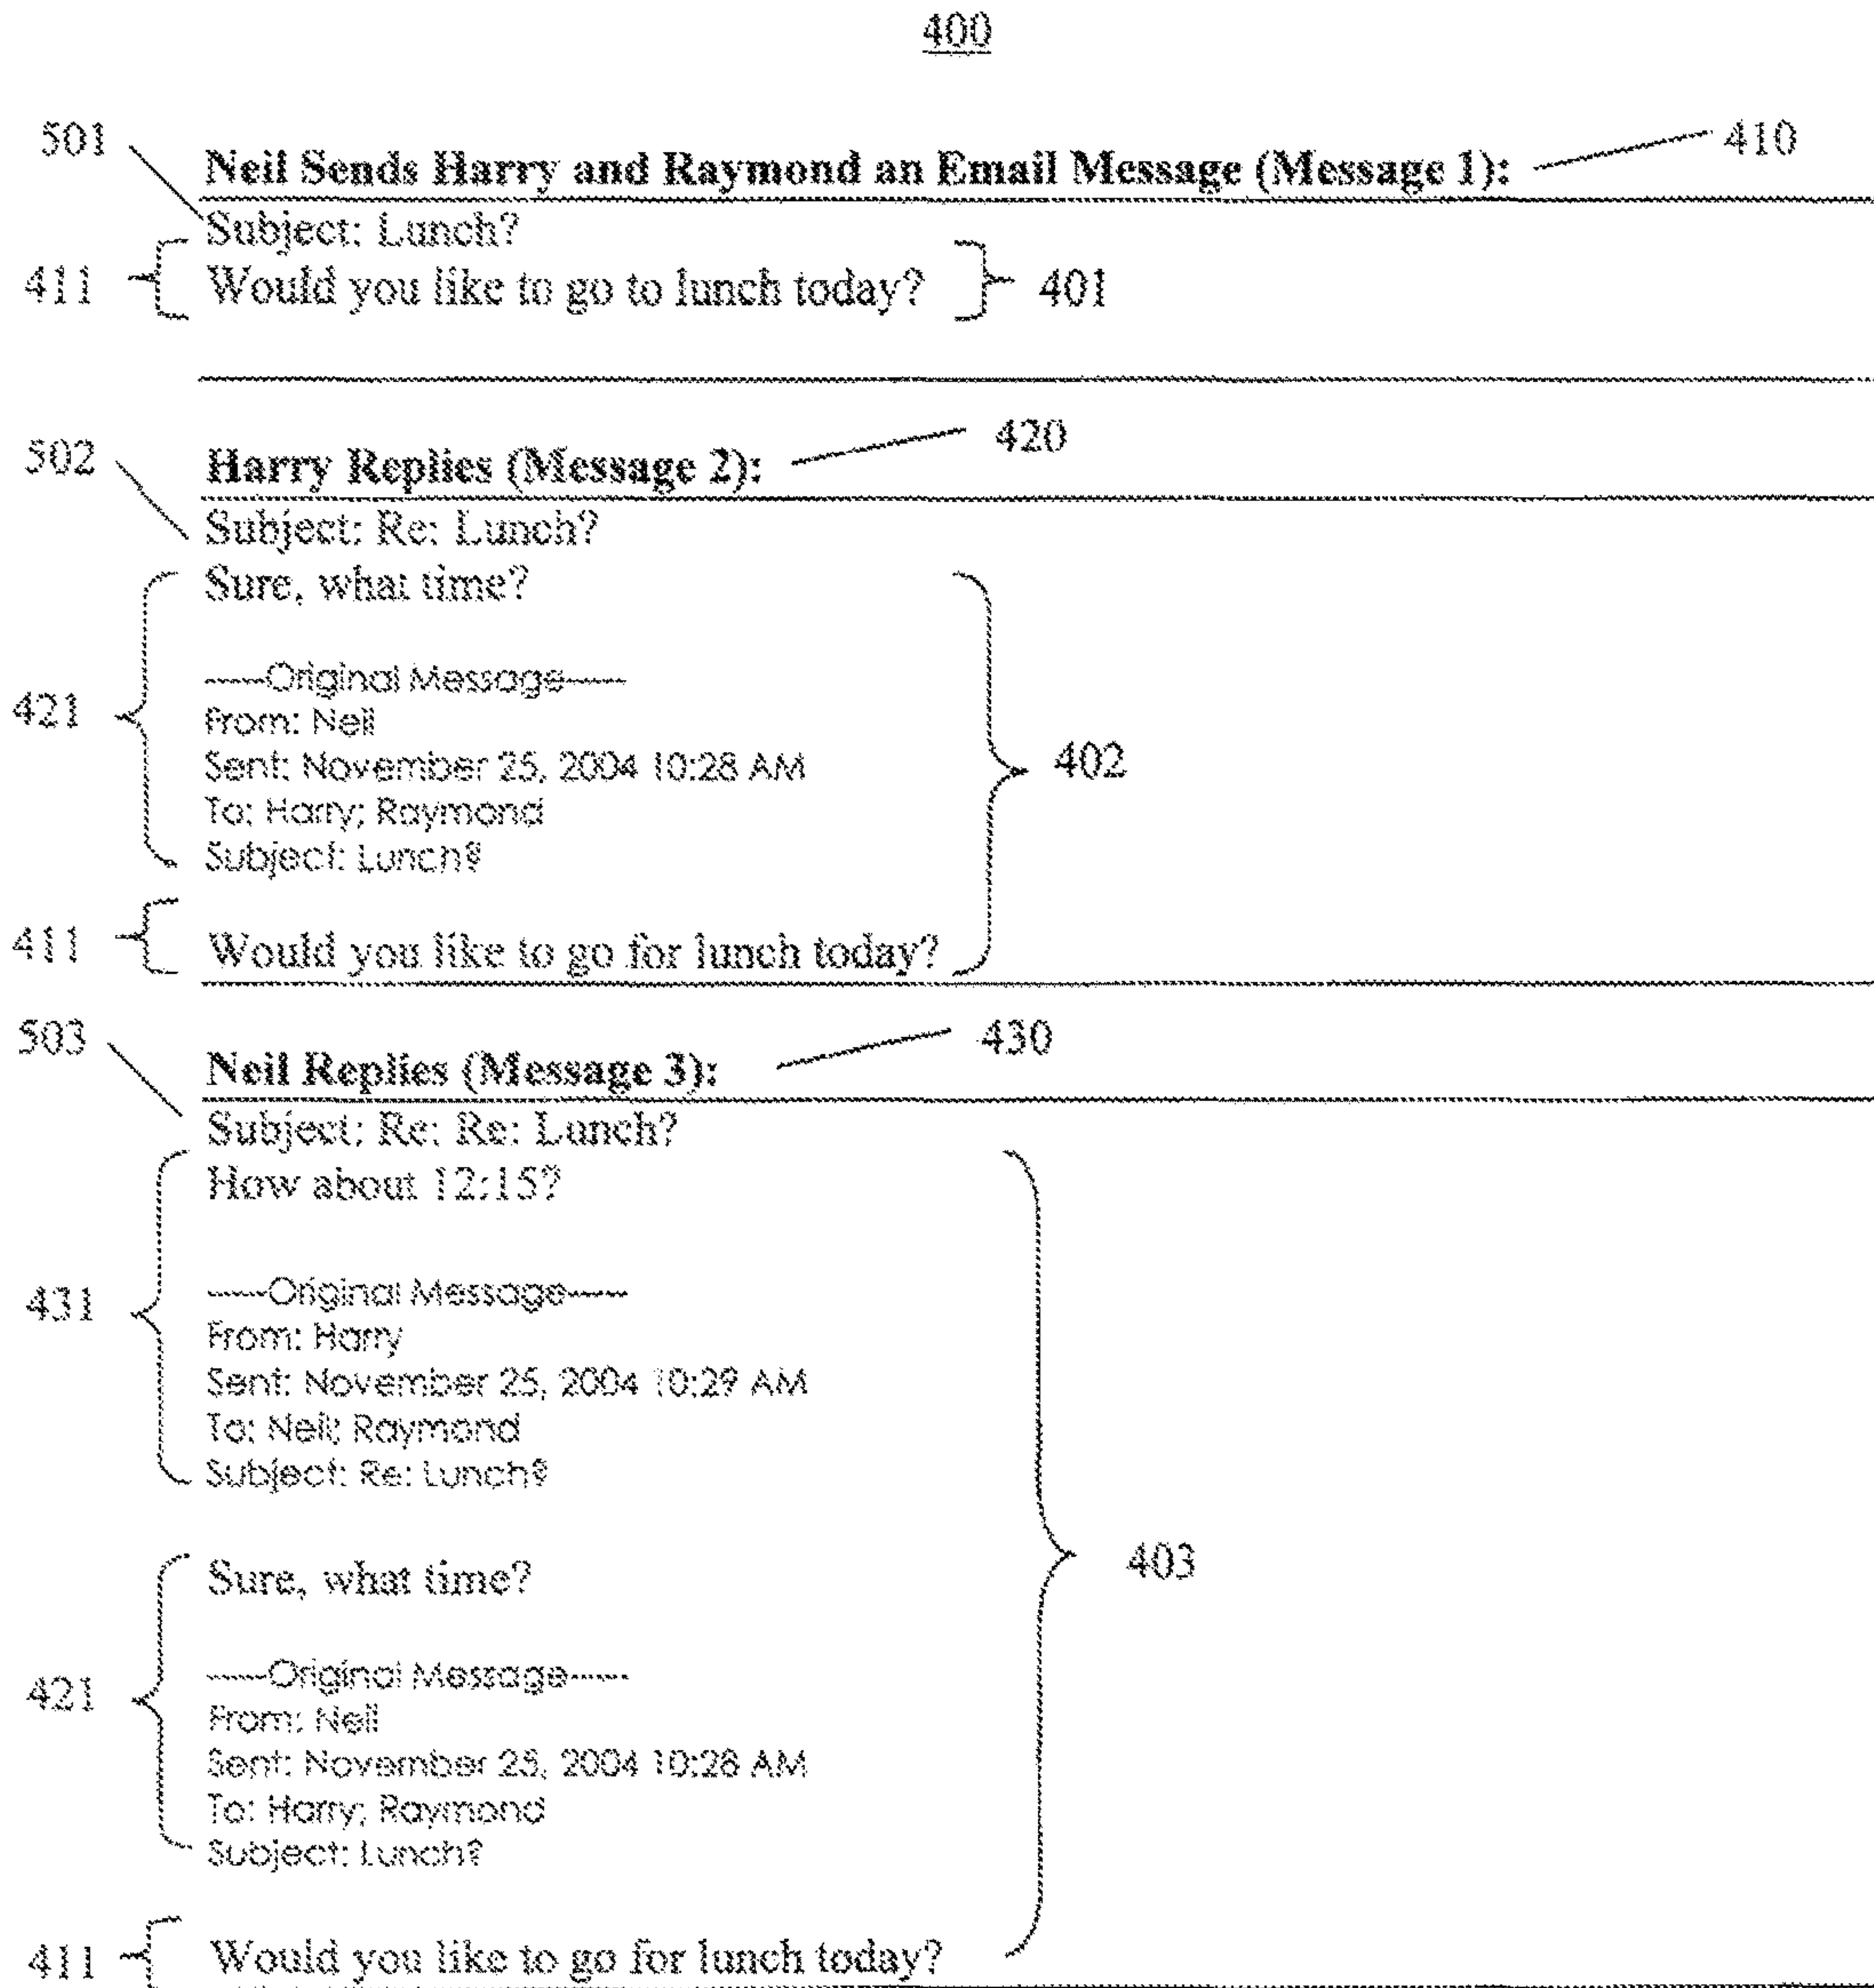 400
501 Neil Sends Harry and Raymond an Email Message (Message 1): 410
Subject: Lunch?
411 Would you like to go to lunch today? 401
502 Harry Replies (Message 2): 420
Subject: Re: Lunch?
Sure, what time?
-----Original Message-----
421 From: Neil
Sent: November 25, 2004 10:28 AM
402
To: Harry; Raymond
Subject: Lunch?
411 Would you like to go for lunch today?
503 Neil Replies (Message 3): 430
Subject: Re: Re: Lunch?
How about 12:15?
431 -----Original Message-----
From: Harry
Sent: November 25, 2004 10:29 AM
To: Neil; Raymond
Subject: Re: Lunch?
Sure, what time? 403
421 -----Original Message-----
From: Neil
Sent: November 25, 2004 10:28 AM
To: Harry; Raymond
Subject: Lunch?
411 Would you like to go for lunch today?